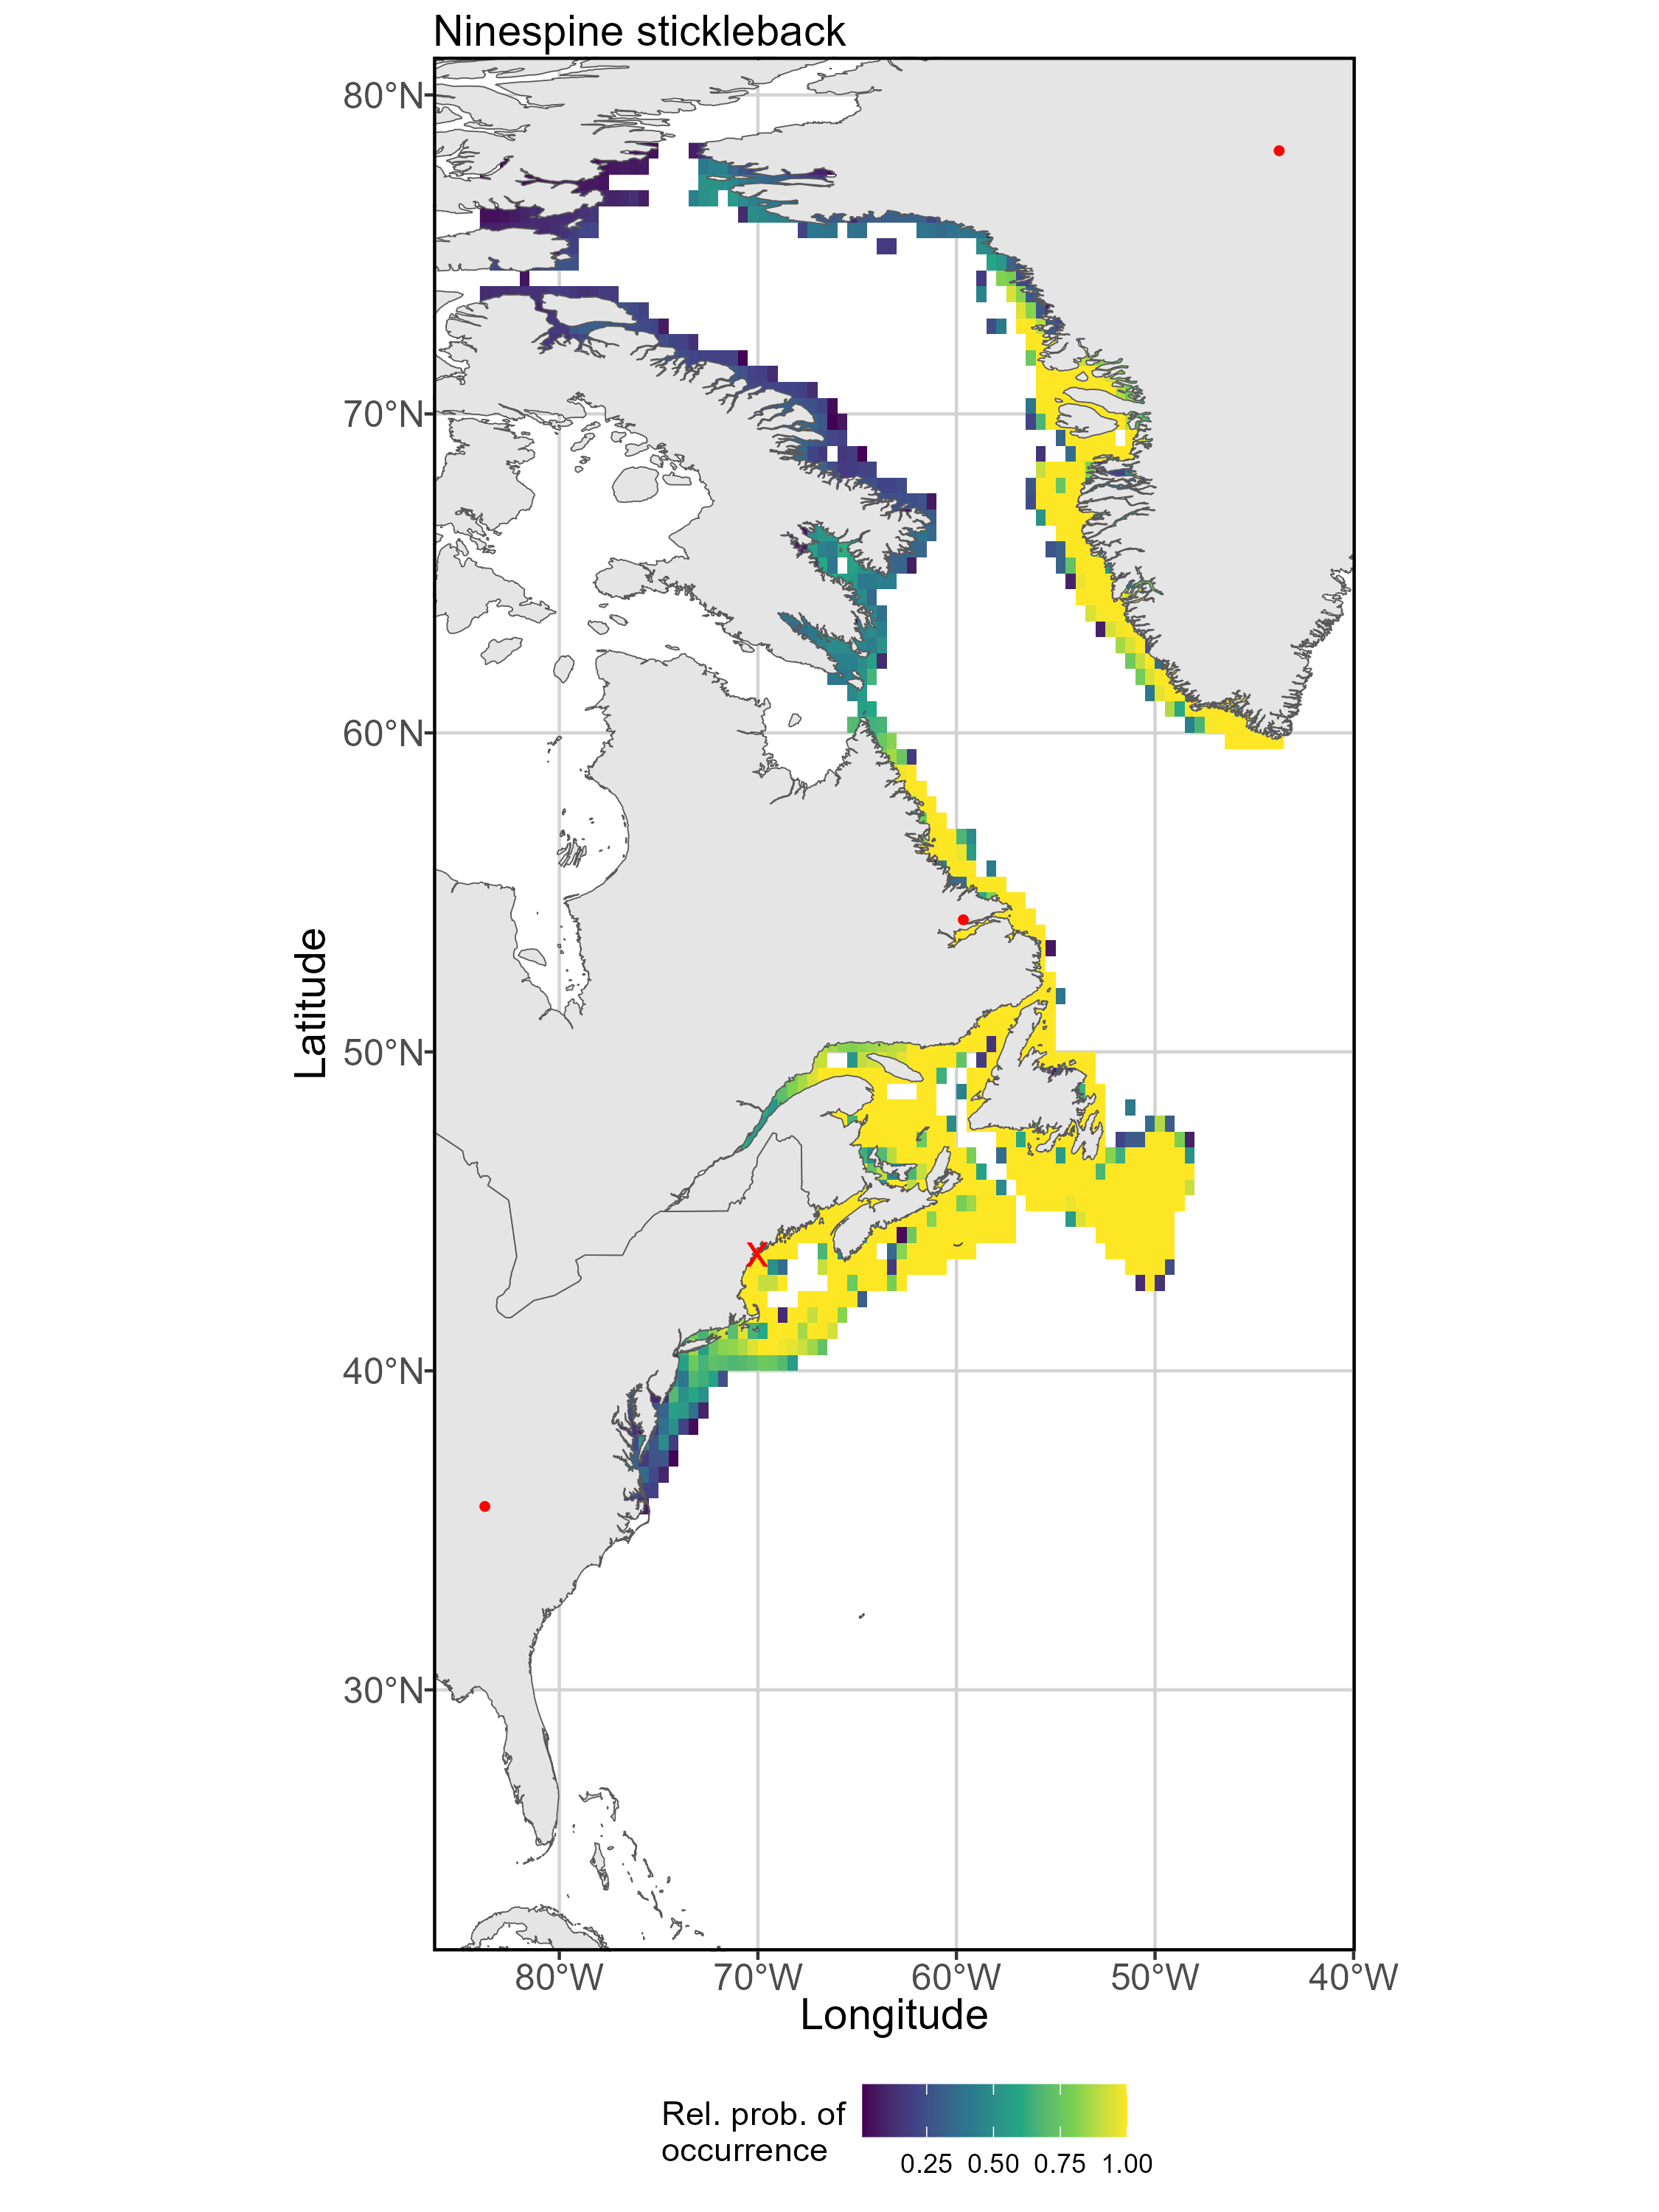 Ninespine stickleback
80°N
70°N
60°N
50°N
40°N
30°N
Latitude
X
80°W 70°W 60°W 50°W 40°W
Longitude
Rel. prob. of
occurrence
0.25 0.50 0.75 1.00